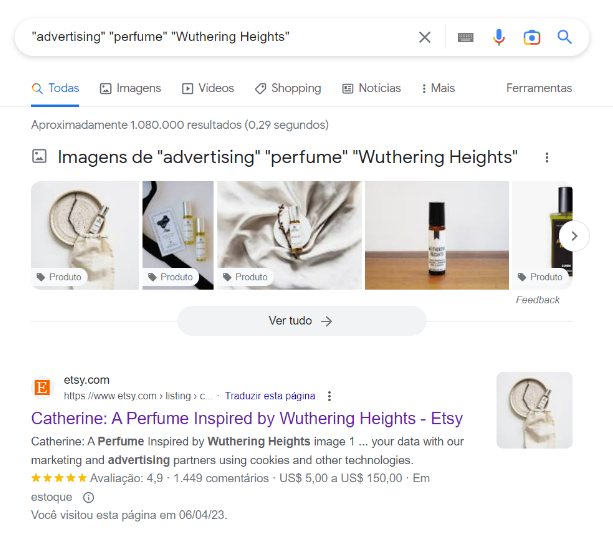 "advertising" "perfume" "Wuthering Heights"
Todas Imagens Vídeos Shopping Notícias Mais Ferramentas
Aproximadamente 1.080.000 resultados (0,29 segundos)
Imagens de "advertising" "perfume" "Wuthering Heights"
Produto Produto Produto Produto
Feedback
Ver tudo
etsy.com
https://www.etsy.com › listing › c... · Traduzir esta página
Catherine: A Perfume Inspired by Wuthering Heights - Etsy
Catherine: A Perfume Inspired by Wuthering Heights image 1 ... your data with our
marketing and advertising partners using cookies and other technologies.
Avaliação: 4,9 · 1.449 comentários · US$ 5,00 a US$ 150,00 · Em
estoque
Você visitou esta página em 06/04/23.